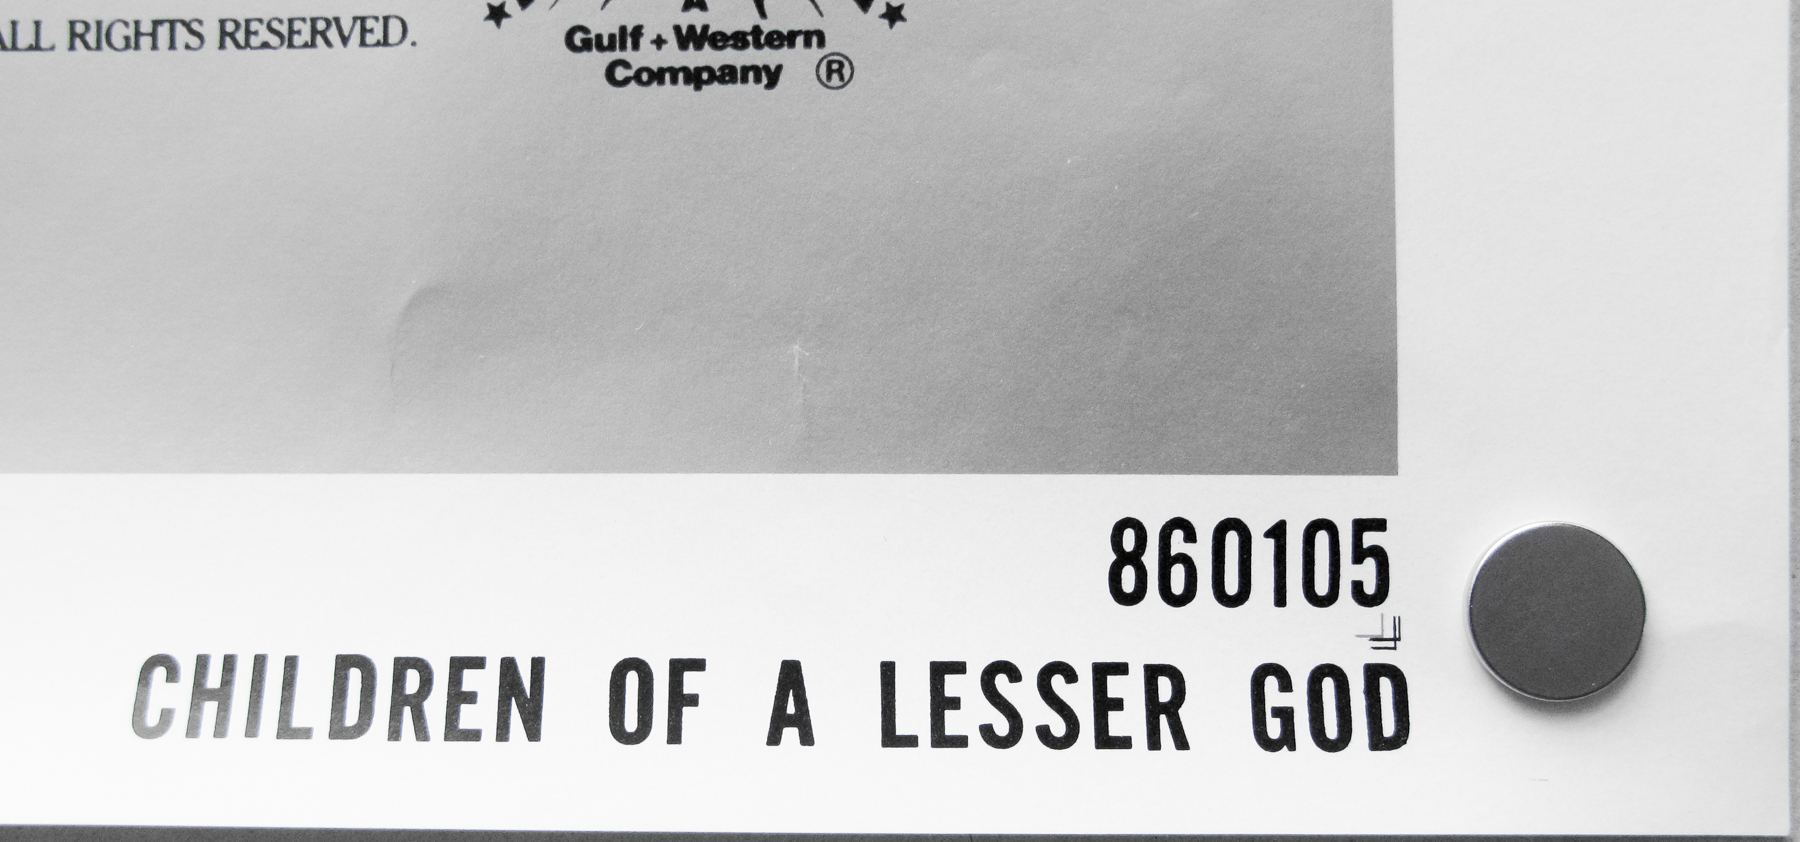 ALL RIGHTS RESERVED.
A
Gulf + Western
Company ®
860105
CHILDREN OF A LESSER GOD